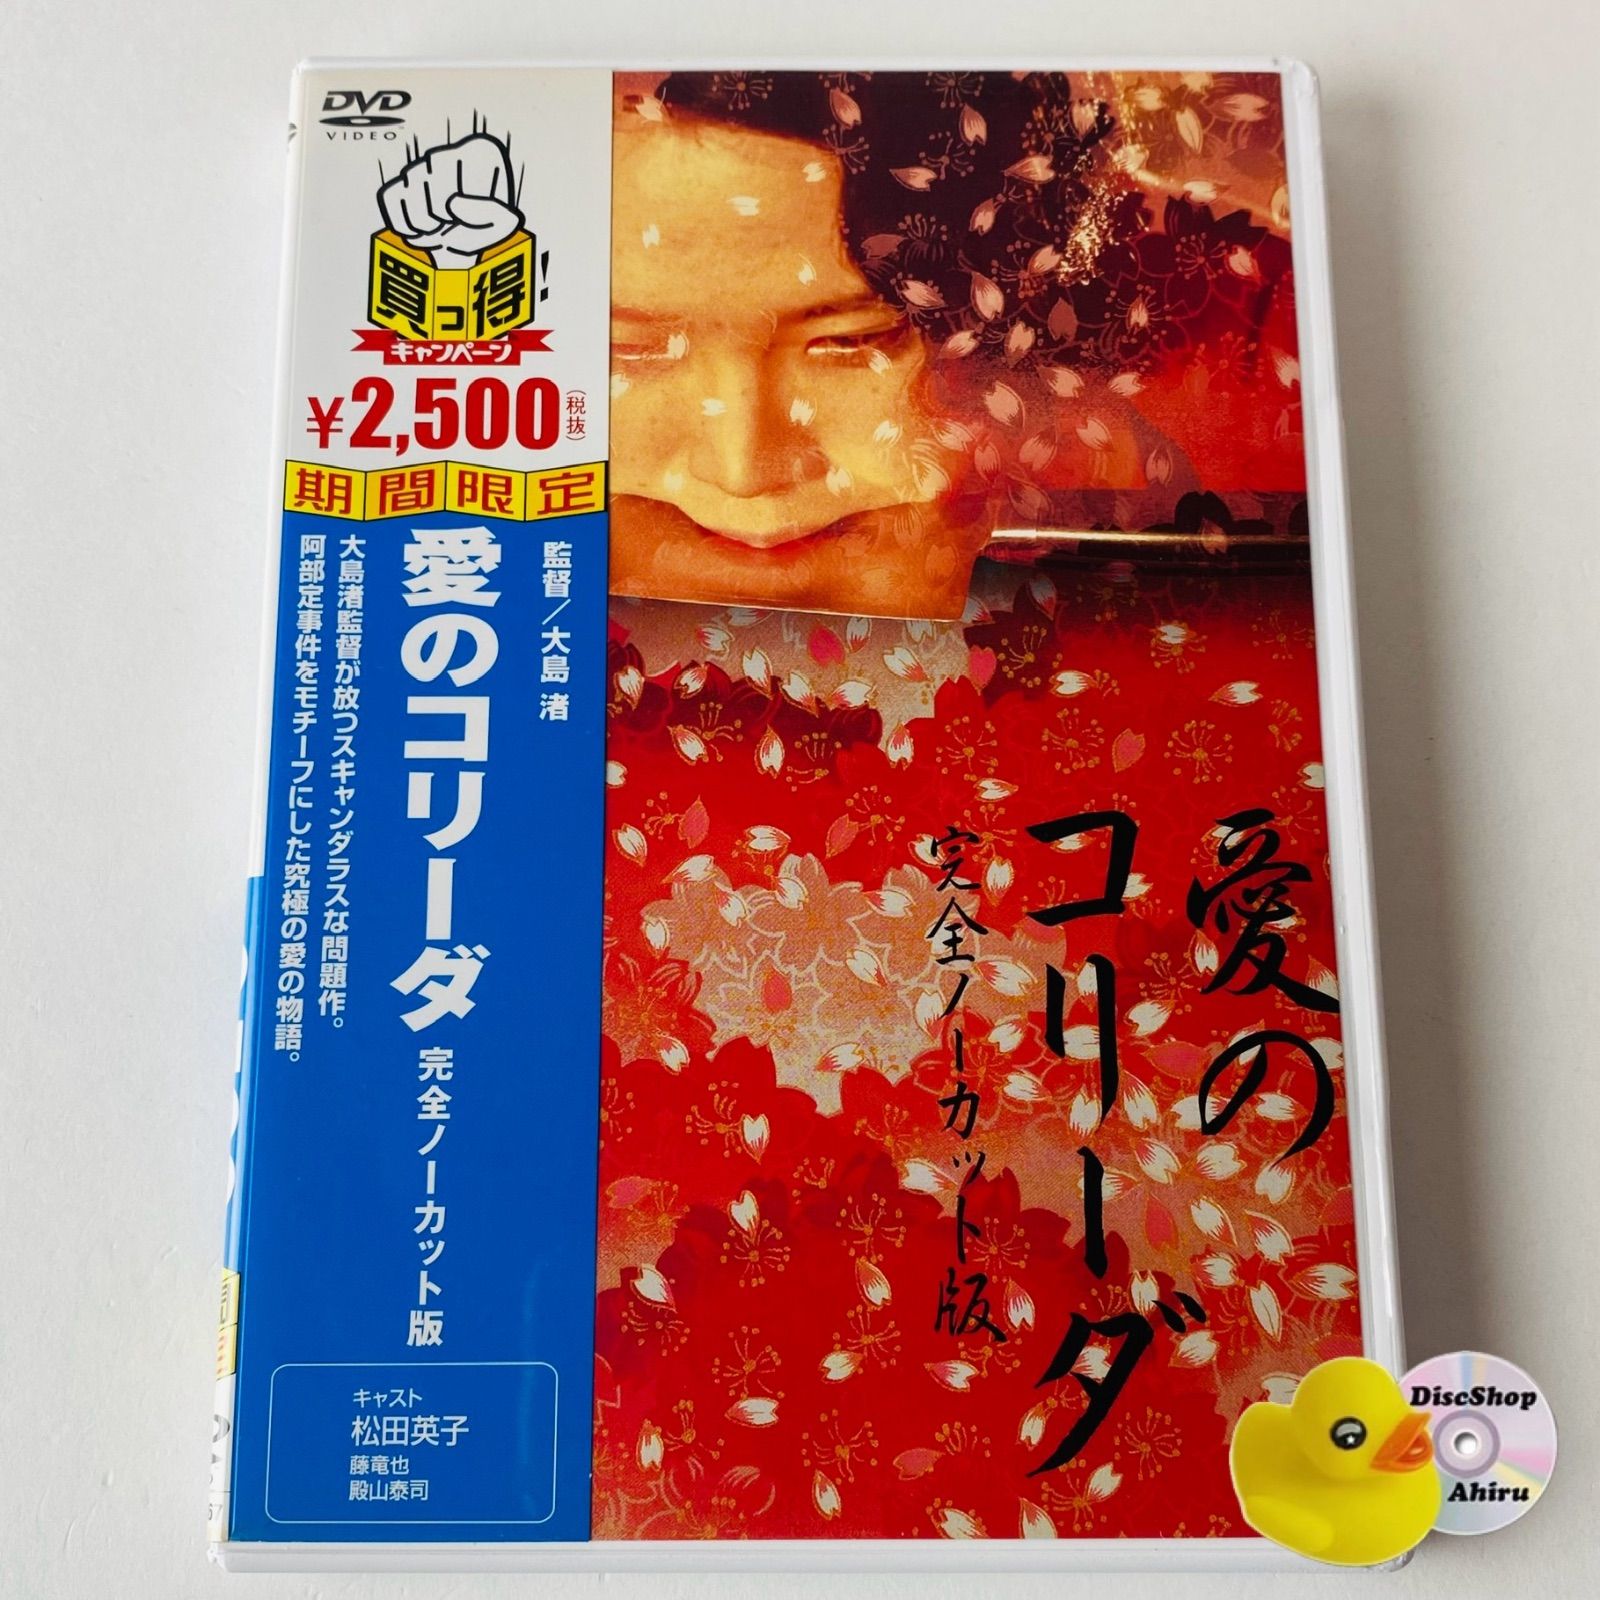 DVD
VIDEO™
買っ得!
キャンペーン
¥2,500(税抜)
期間限定
監督/大島 渚
愛のコリーダ 完全ノーカット版
大島渚監督が放つスキャンダラスな問題作。
阿部定事件をモチーフにした究極の愛の物語。
キャスト
松田英子
藤竜也
殿山泰司
愛の
コリーダ
完全ノーカット版
DiscShop
Ahiru